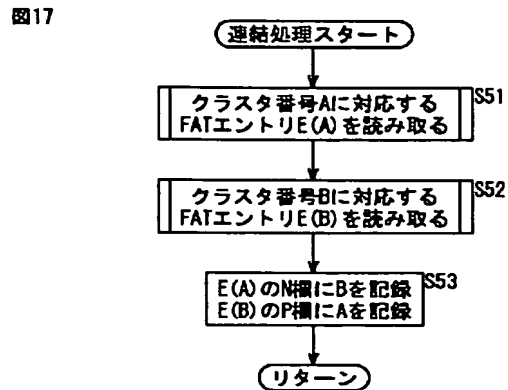 図17
連結処理スタート
クラスタ番号Aに対応する
FATエントリE(A)を読み取る
S51
クラスタ番号Bに対応する
FATエントリE(B)を読み取る
S52
E(A)のN欄にBを記録
E(B)のP欄にAを記録
S53
リターン